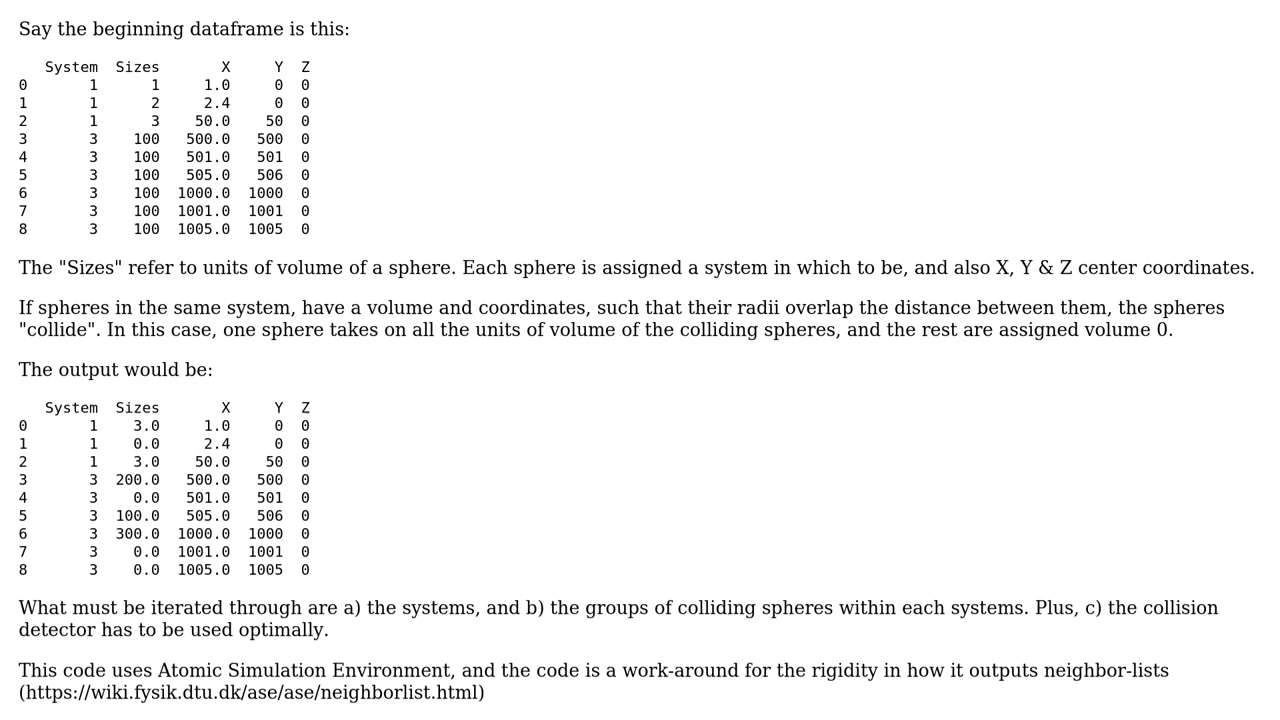 Say the beginning dataframe is this:
   System  Sizes       X     Y  Z
0       1      1     1.0     0  0
1       1      2     2.4     0  0
2       1      3    50.0    50  0
3       3    100   500.0   500  0
4       3    100   501.0   501  0
5       3    100   505.0   506  0
6       3    100  1000.0  1000  0
7       3    100  1001.0  1001  0
8       3    100  1005.0  1005  0
The "Sizes" refer to units of volume of a sphere. Each sphere is assigned a system in which to be, and also X, Y & Z center coordinates.
If spheres in the same system, have a volume and coordinates, such that their radii overlap the distance between them, the spheres
"collide". In this case, one sphere takes on all the units of volume of the colliding spheres, and the rest are assigned volume 0.
The output would be:
   System  Sizes       X     Y  Z
0       1    3.0     1.0     0  0
1       1    0.0     2.4     0  0
2       1    3.0    50.0    50  0
3       3  200.0   500.0   500  0
4       3    0.0   501.0   501  0
5       3  100.0   505.0   506  0
6       3  300.0  1000.0  1000  0
7       3    0.0  1001.0  1001  0
8       3    0.0  1005.0  1005  0
What must be iterated through are a) the systems, and b) the groups of colliding spheres within each systems. Plus, c) the collision
detector has to be used optimally.
This code uses Atomic Simulation Environment, and the code is a work-around for the rigidity in how it outputs neighbor-lists
(https://wiki.fysik.dtu.dk/ase/ase/neighborlist.html)